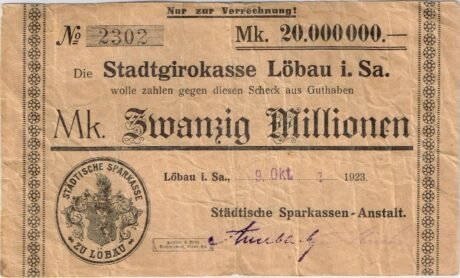 Nur zur Verrechnung!
№ 2302 Mk. 20.000000.—
Die Stadtgirokasse Löbau i. Sa.
wolle zahlen gegen diesen Scheck aus Guthaben
Mk. Zwanzig Millionen
STÄDTISCHE SPARKASSE
ZU LÖBAU
Löbau i. Sa., 9. Okt. 1923.
Städtische Sparkassen-Anstalt.